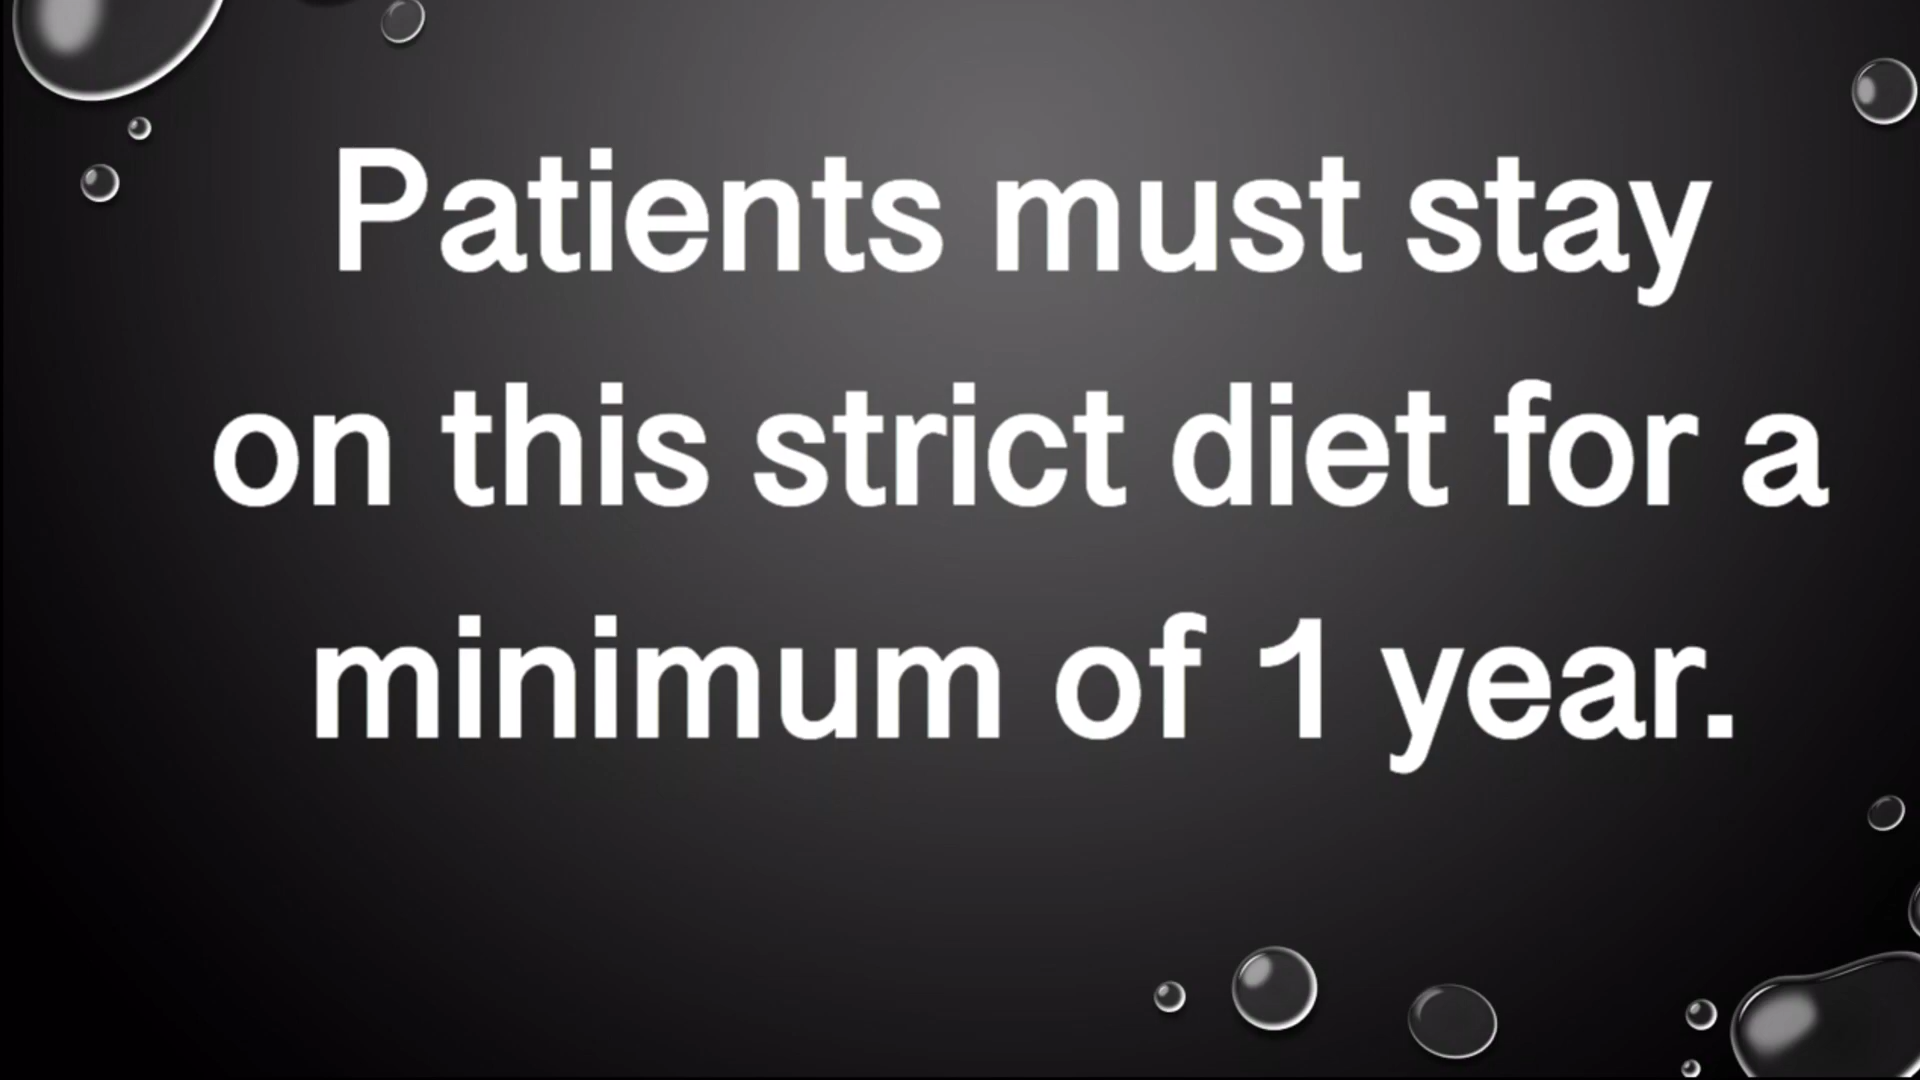 Patients must stay
on this strict diet for a
minimum of 1 year.